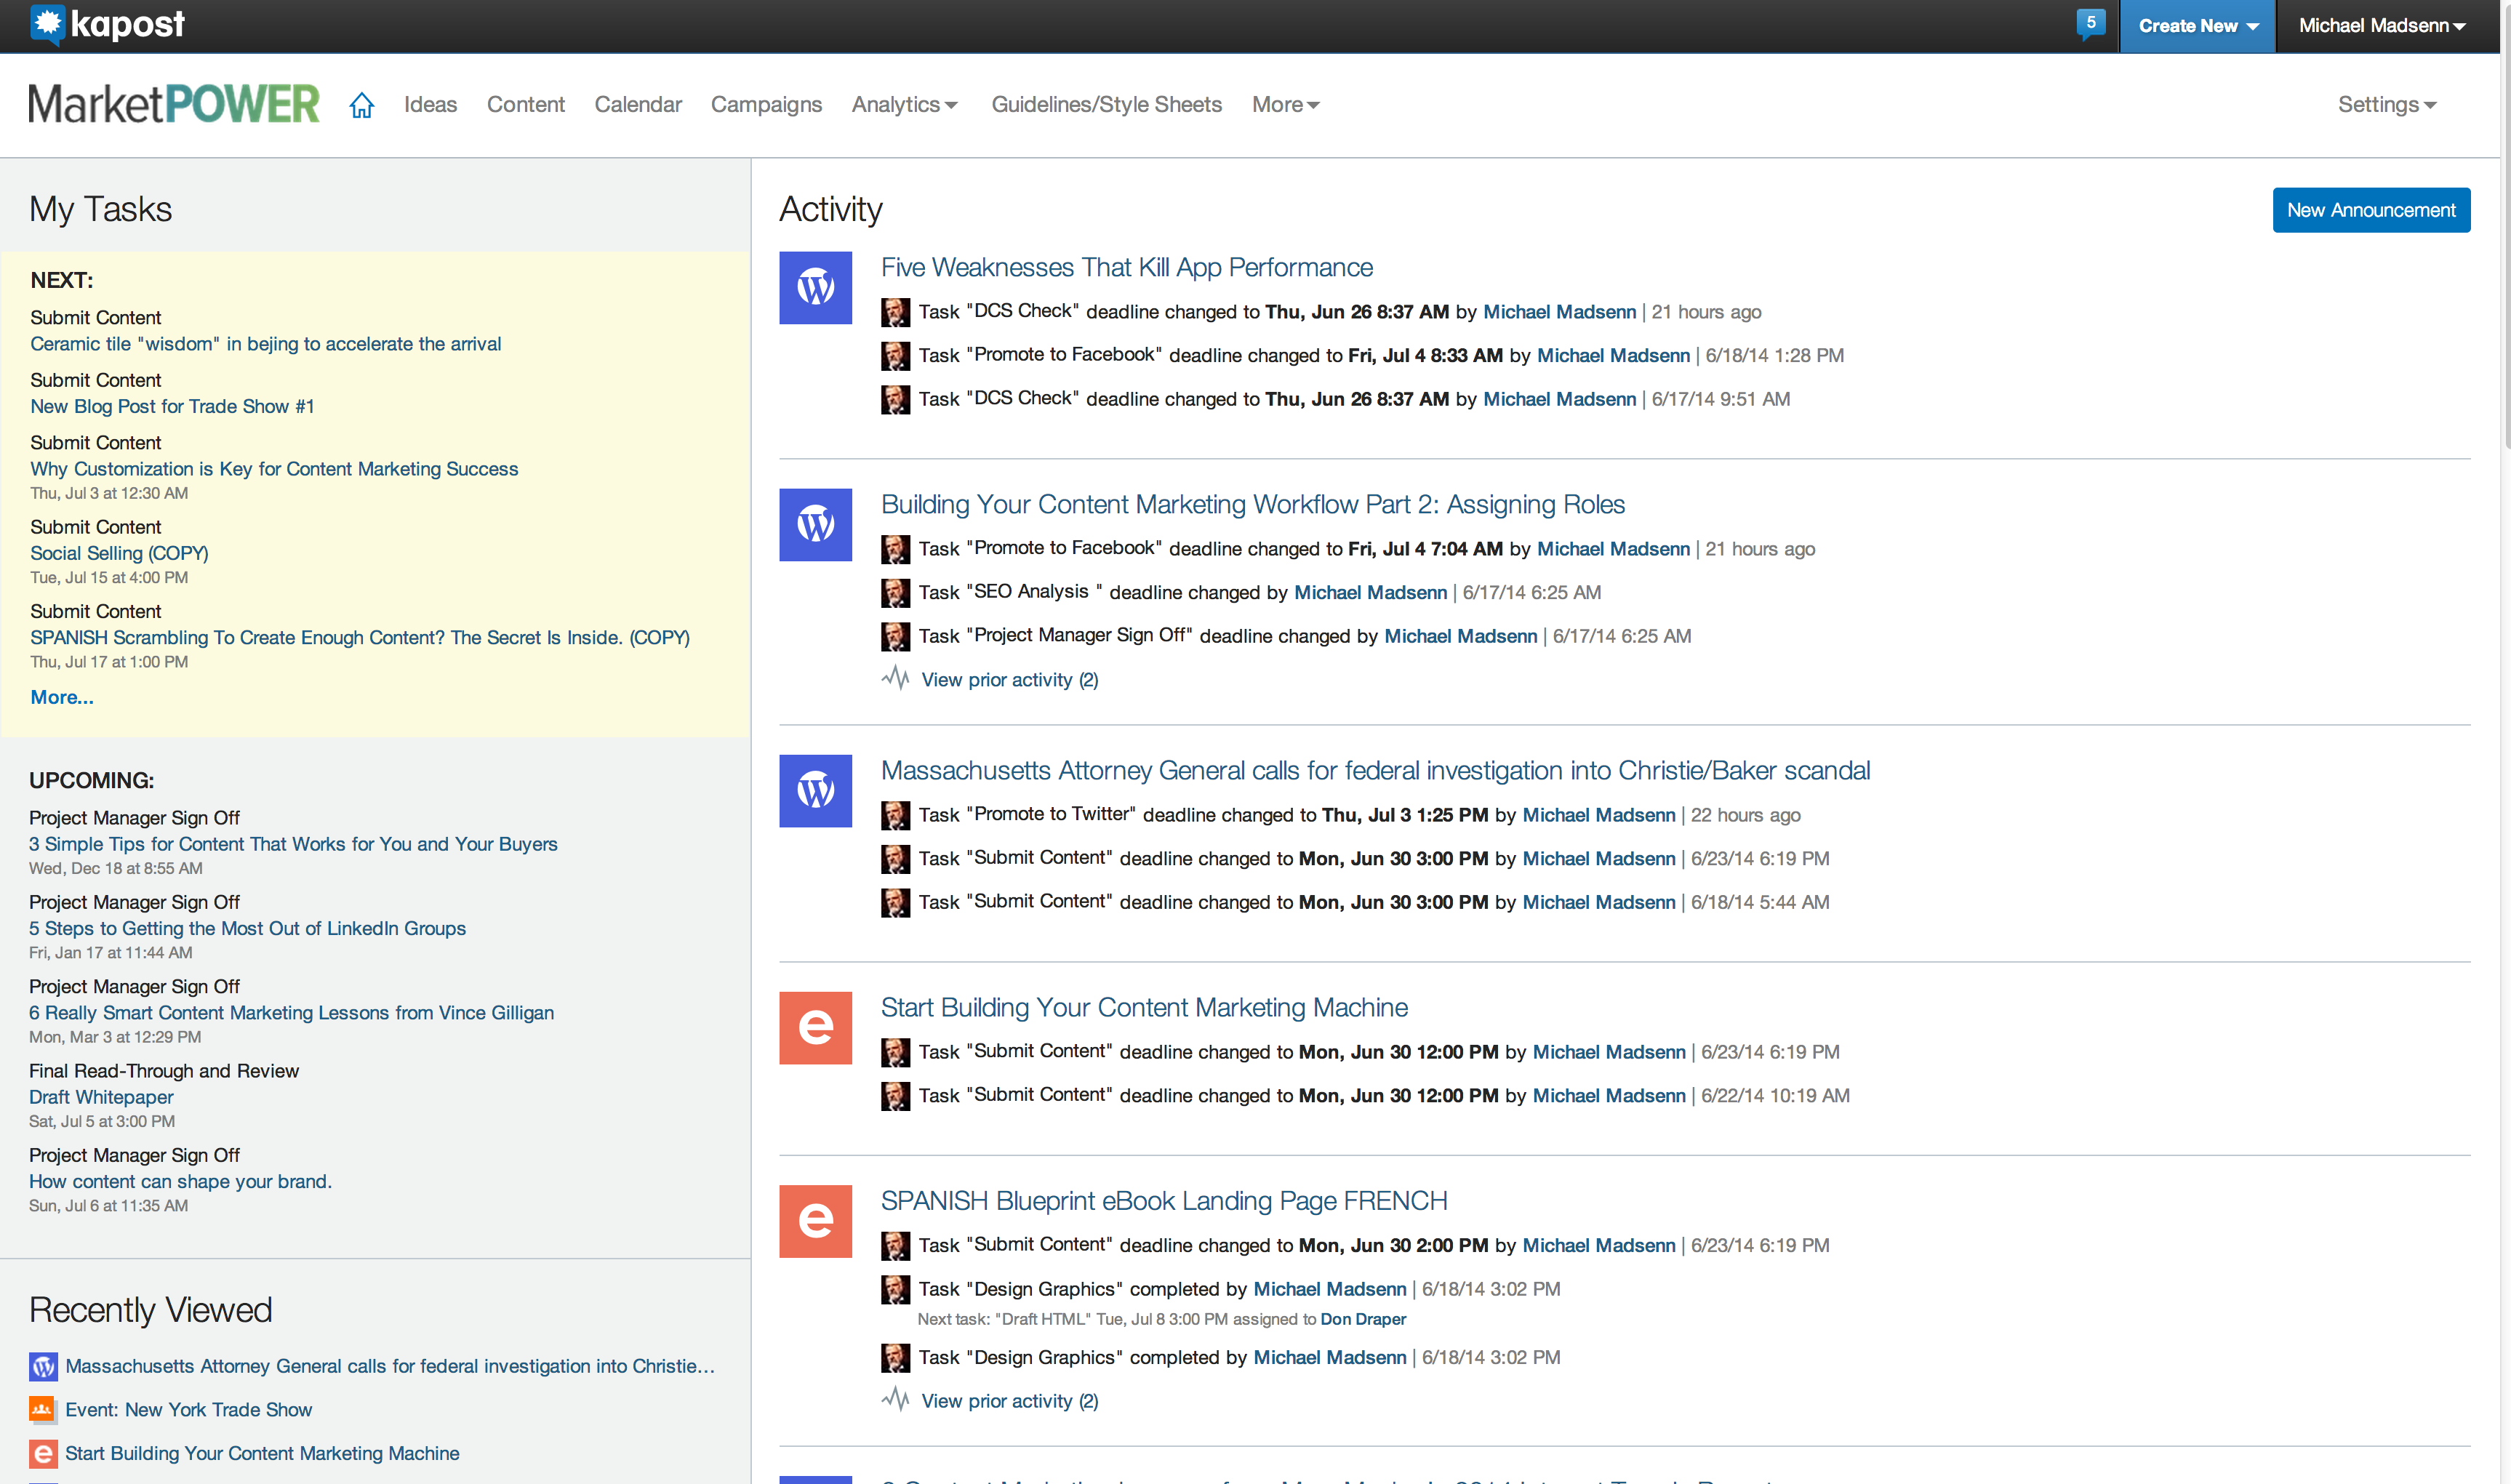 kapost
5
Create New
Michael Madsenn
MarketPOWER
Ideas
Content
Calendar
Campaigns
Analytics
Guidelines/Style Sheets
More
Settings
My Tasks
NEXT:
Submit Content
Ceramic tile "wisdom" in bejing to accelerate the arrival
Submit Content
New Blog Post for Trade Show #1
Submit Content
Why Customization is Key for Content Marketing Success
Thu, Jul 3 at 12:30 AM
Submit Content
Social Selling (COPY)
Tue, Jul 15 at 4:00 PM
Submit Content
SPANISH Scrambling To Create Enough Content? The Secret Is Inside. (COPY)
Thu, Jul 17 at 1:00 PM
More...
UPCOMING:
Project Manager Sign Off
3 Simple Tips for Content That Works for You and Your Buyers
Wed, Dec 18 at 8:55 AM
Project Manager Sign Off
5 Steps to Getting the Most Out of LinkedIn Groups
Fri, Jan 17 at 11:44 AM
Project Manager Sign Off
6 Really Smart Content Marketing Lessons from Vince Gilligan
Mon, Mar 3 at 12:29 PM
Final Read-Through and Review
Draft Whitepaper
Sat, Jul 5 at 3:00 PM
Project Manager Sign Off
How content can shape your brand.
Sun, Jul 6 at 11:35 AM
Recently Viewed
Massachusetts Attorney General calls for federal investigation into Christie...
Event: New York Trade Show
e Start Building Your Content Marketing Machine
Activity
New Announcement
Five Weaknesses That Kill App Performance
Task "DCS Check" deadline changed to Thu, Jun 26 8:37 AM by Michael Madsenn | 21 hours ago
Task "Promote to Facebook" deadline changed to Fri, Jul 4 8:33 AM by Michael Madsenn | 6/18/14 1:28 PM
Task "DCS Check" deadline changed to Thu, Jun 26 8:37 AM by Michael Madsenn | 6/17/14 9:51 AM
Building Your Content Marketing Workflow Part 2: Assigning Roles
Task "Promote to Facebook" deadline changed to Fri, Jul 4 7:04 AM by Michael Madsenn | 21 hours ago
Task "SEO Analysis " deadline changed by Michael Madsenn | 6/17/14 6:25 AM
Task "Project Manager Sign Off" deadline changed by Michael Madsenn | 6/17/14 6:25 AM
View prior activity (2)
Massachusetts Attorney General calls for federal investigation into Christie/Baker scandal
Task "Promote to Twitter" deadline changed to Thu, Jul 3 1:25 PM by Michael Madsenn | 22 hours ago
Task "Submit Content" deadline changed to Mon, Jun 30 3:00 PM by Michael Madsenn | 6/23/14 6:19 PM
Task "Submit Content" deadline changed to Mon, Jun 30 3:00 PM by Michael Madsenn | 6/18/14 5:44 AM
e
Start Building Your Content Marketing Machine
Task "Submit Content" deadline changed to Mon, Jun 30 12:00 PM by Michael Madsenn | 6/23/14 6:19 PM
Task "Submit Content" deadline changed to Mon, Jun 30 12:00 PM by Michael Madsenn | 6/22/14 10:19 AM
e
SPANISH Blueprint eBook Landing Page FRENCH
Task "Submit Content" deadline changed to Mon, Jun 30 2:00 PM by Michael Madsenn | 6/23/14 6:19 PM
Task "Design Graphics" completed by Michael Madsenn | 6/18/14 3:02 PM
Next task: "Draft HTML" Tue, Jul 8 3:00 PM assigned to Don Draper
Task "Design Graphics" completed by Michael Madsenn | 6/18/14 3:02 PM
View prior activity (2)